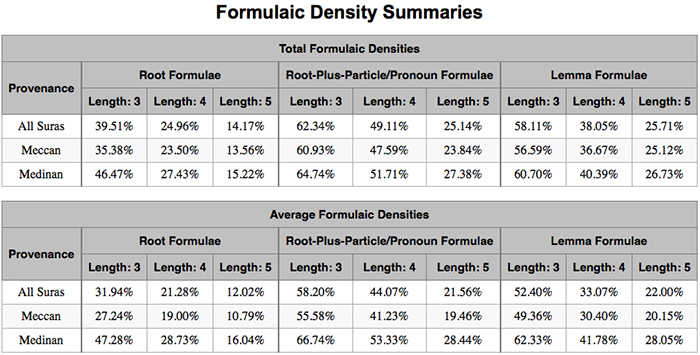 Formulaic Density Summaries
Total Formulaic Densities
Provenance Root Formulae Root-Plus-Particle/Pronoun Formulae Lemma Formulae
Length: 3 Length: 4 Length: 5 Length: 3 Length: 4 Length: 5 Length: 3 Length: 4 Length: 5
All Suras 39.51% 24.96% 14.17% 62.34% 49.11% 25.14% 58.11% 38.05% 25.71%
Meccan 35.38% 23.50% 13.56% 60.93% 47.59% 23.84% 56.59% 36.67% 25.12%
Medinan 46.47% 27.43% 15.22% 64.74% 51.71% 27.38% 60.70% 40.39% 26.73%
Average Formulaic Densities
Provenance Root Formulae Root-Plus-Particle/Pronoun Formulae Lemma Formulae
Length: 3 Length: 4 Length: 5 Length: 3 Length: 4 Length: 5 Length: 3 Length: 4 Length: 5
All Suras 31.94% 21.28% 12.02% 58.20% 44.07% 21.56% 52.40% 33.07% 22.00%
Meccan 27.24% 19.00% 10.79% 55.58% 41.23% 19.46% 49.36% 30.40% 20.15%
Medinan 47.28% 28.73% 16.04% 66.74% 53.33% 28.44% 62.33% 41.78% 28.05%